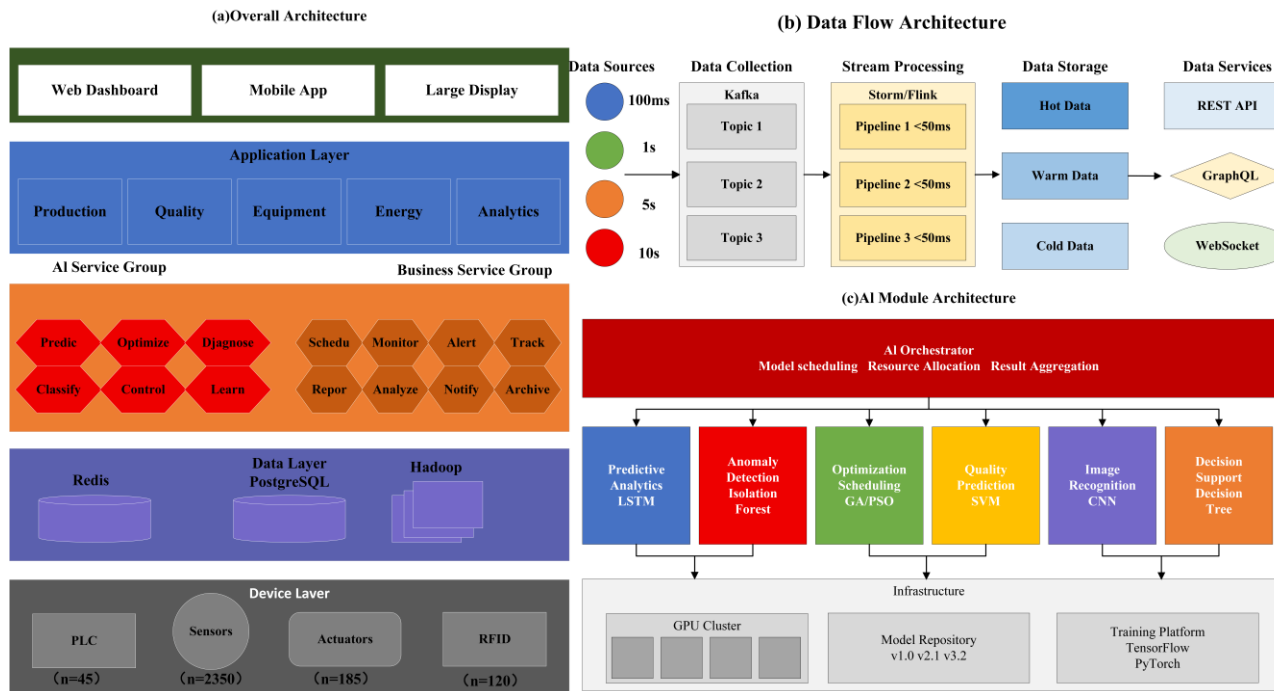 (a)Overall Architecture
Web Dashboard
Mobile App
Large Display
Application Layer
Production
Quality
Equipment
Energy
Analytics
AI Service Group
Business Service Group
Predic
Optimize
Djagnose
Classify
Control
Learn
Schedu
Monitor
Alert
Track
Repor
Analyze
Notify
Archive
Redis
Data Layer
PostgreSQL
Hadoop
Device Laver
PLC
Sensors
Actuators
RFID
(n=45)
(n=2350)
(n=185)
(n=120)
(b) Data Flow Architecture
Data Sources
Data Collection
Stream Processing
Data Storage
Data Services
100ms
1s
5s
10s
Kafka
Topic 1
Topic 2
Topic 3
Storm/Flink
Pipeline 1 <50ms
Pipeline 2 <50ms
Pipeline 3 <50ms
Hot Data
Warm Data
Cold Data
REST API
GraphQL
WebSocket
(c)AI Module Architecture
AI Orchestrator
Model scheduling Resource Allocation Result Aggregation
Predictive
Analytics
LSTM
Anomaly
Detection
Isolation
Forest
Optimization
Scheduling
GA/PSO
Quality
Prediction
SVM
Image
Recognition
CNN
Decision
Support
Decision
Tree
Infrastructure
GPU Cluster
Model Repository
v1.0 v2.1 v3.2
Training Platform
TensorFlow
PyTorch